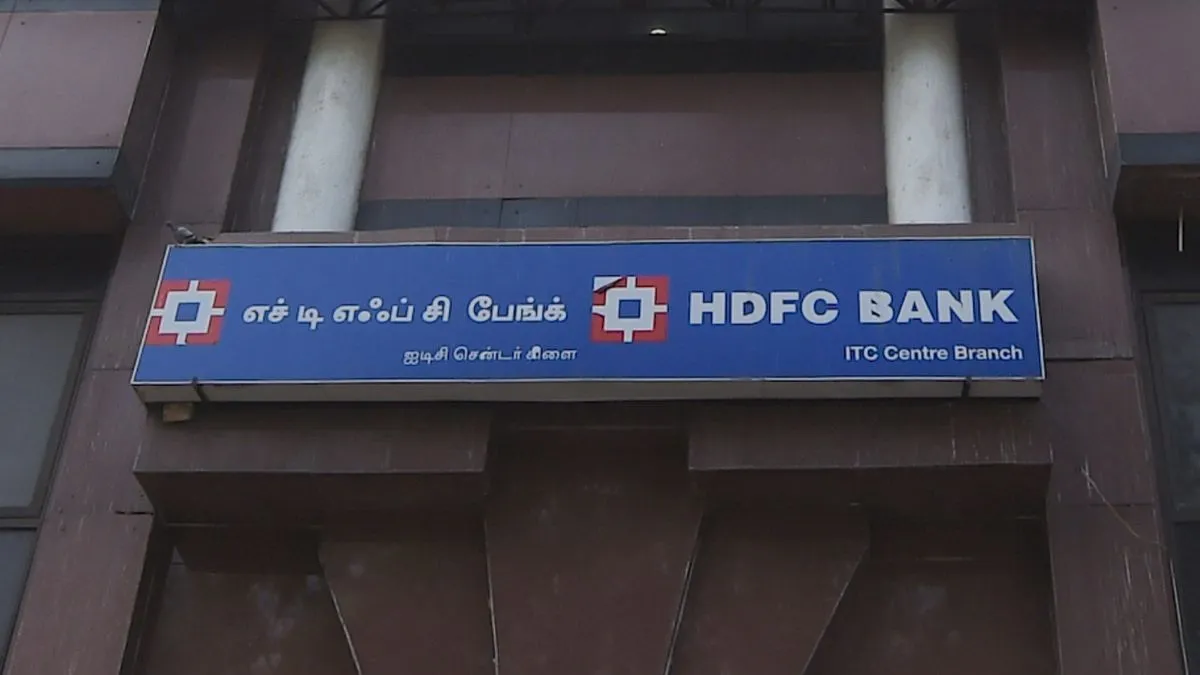 எச் டி எஃப் சி பேங்க்
ஐடிசி சென்டர் கிளை
HDFC BANK
ITC Centre Branch